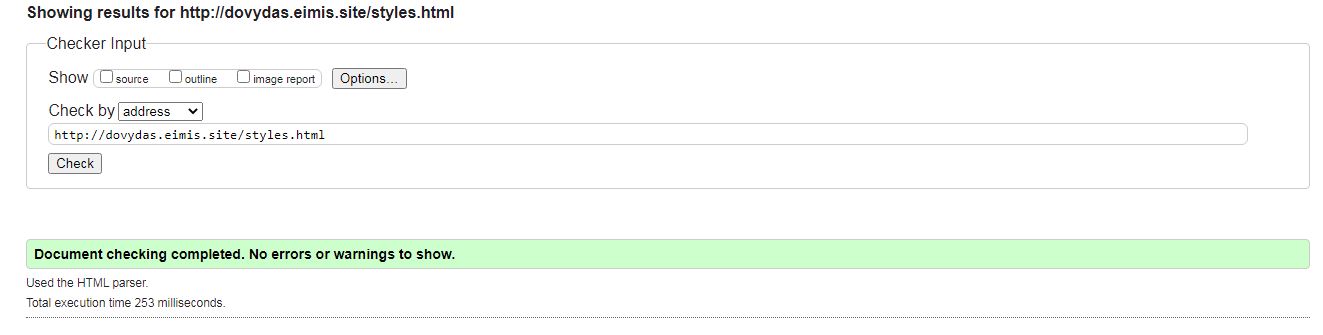 Showing results for http://dovydas.eimis.site/styles.html
Checker Input
Show source outline image report Options...
Check by address
http://dovydas.eimis.site/styles.html
Check
Document checking completed. No errors or warnings to show.
Used the HTML parser.
Total execution time 253 milliseconds.